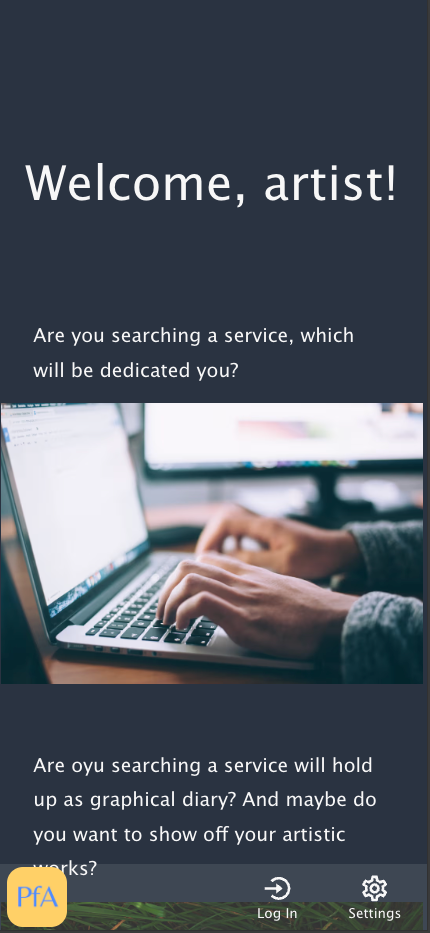 Welcome, artist!
Are you searching a service, which
will be dedicated you?
Are oyu searching a service will hold
up as graphical diary? And maybe do
you want to show off your artistic
works?
PfA
Log In
Settings